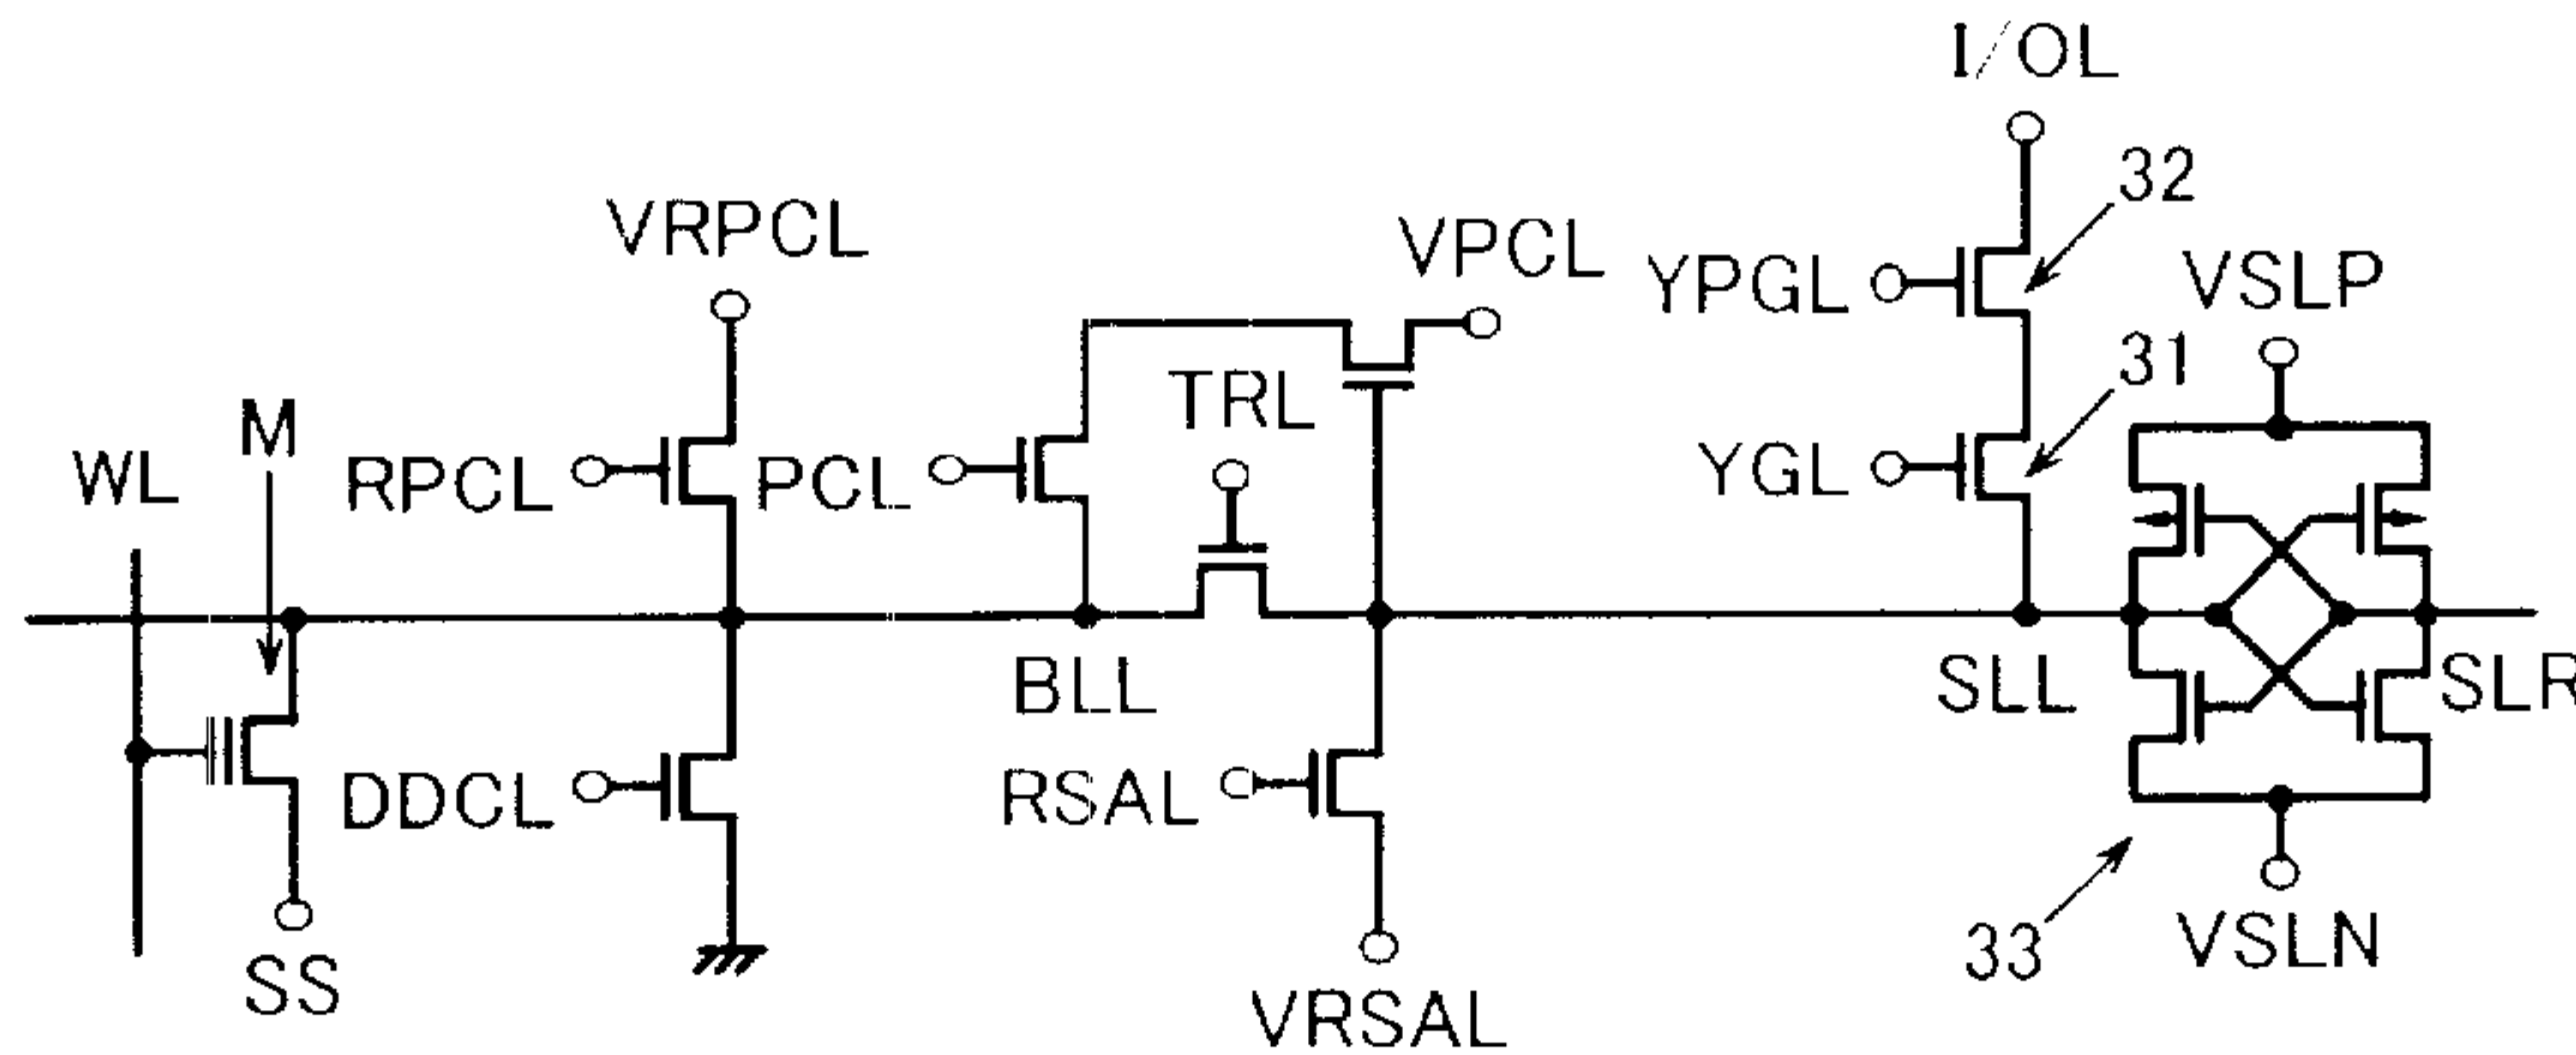 I/OL
32
VRPCL
VPCL
YPGL
VSLP
31
TRL
M
WL
RPCL
PCL
YGL
BLL
SLL
SLR
DDCL
RSAL
SS
33
VSLN
VRSAL